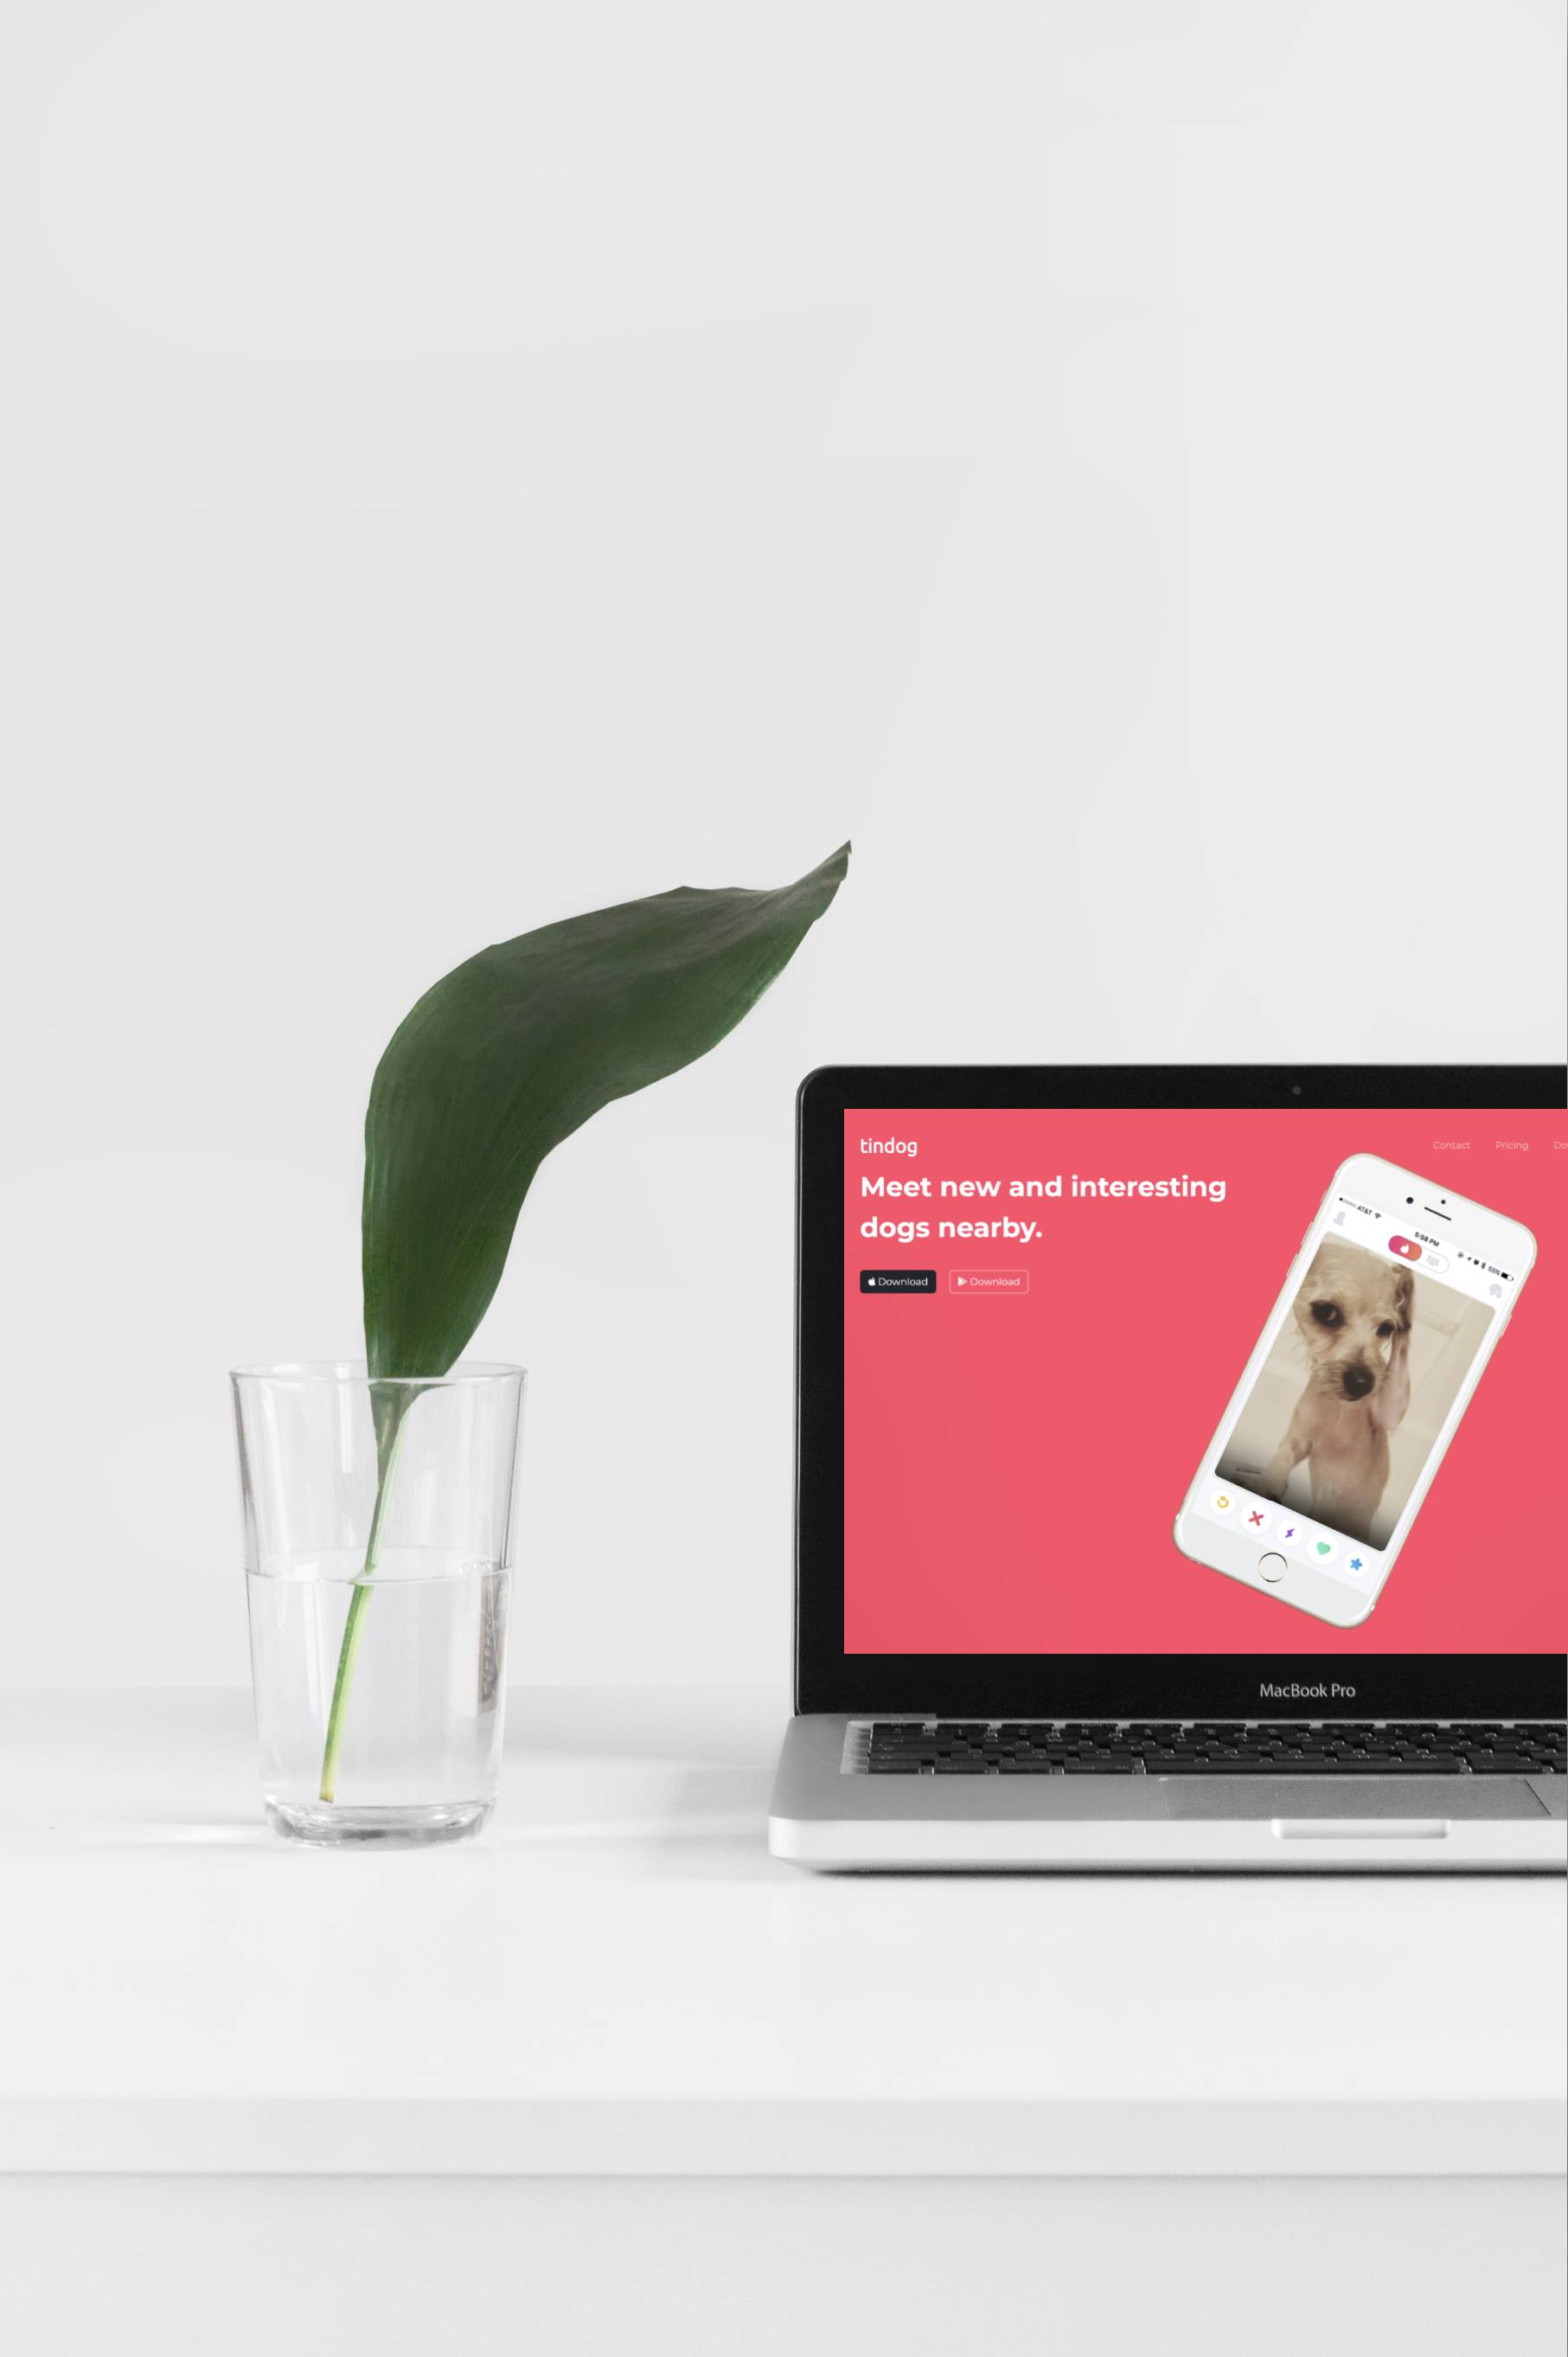 tindog
Contact Pricing Do
Meet new and interesting
dogs nearby.
Download Download
AT&T 5:58 PM 55%
MacBook Pro